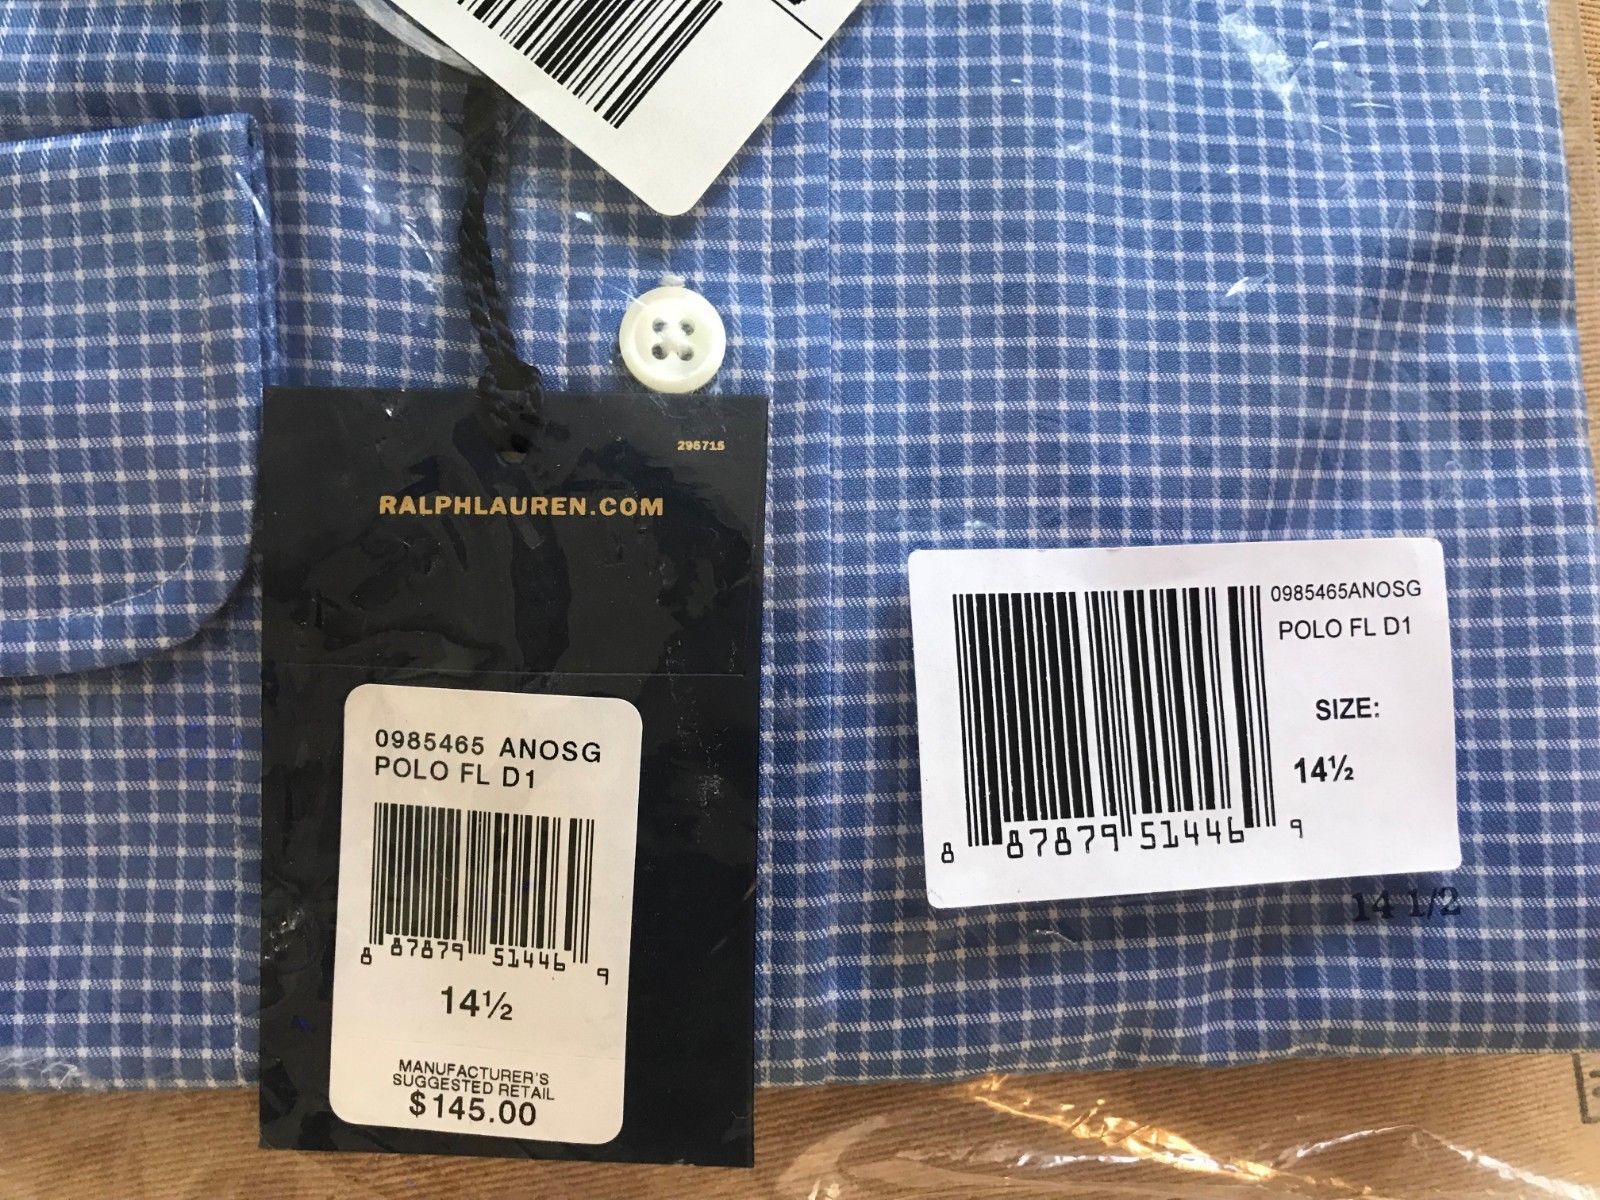 295715
RALPHLAUREN.COM
0985465 ANOSG
POLO FL D1
8 87879 51446 9
14½
MANUFACTURER'S
SUGGESTED RETAIL
$145.00
0985465ANOSG
POLO FL D1
SIZE:
14½
8 87879 51446 9
14 1/2